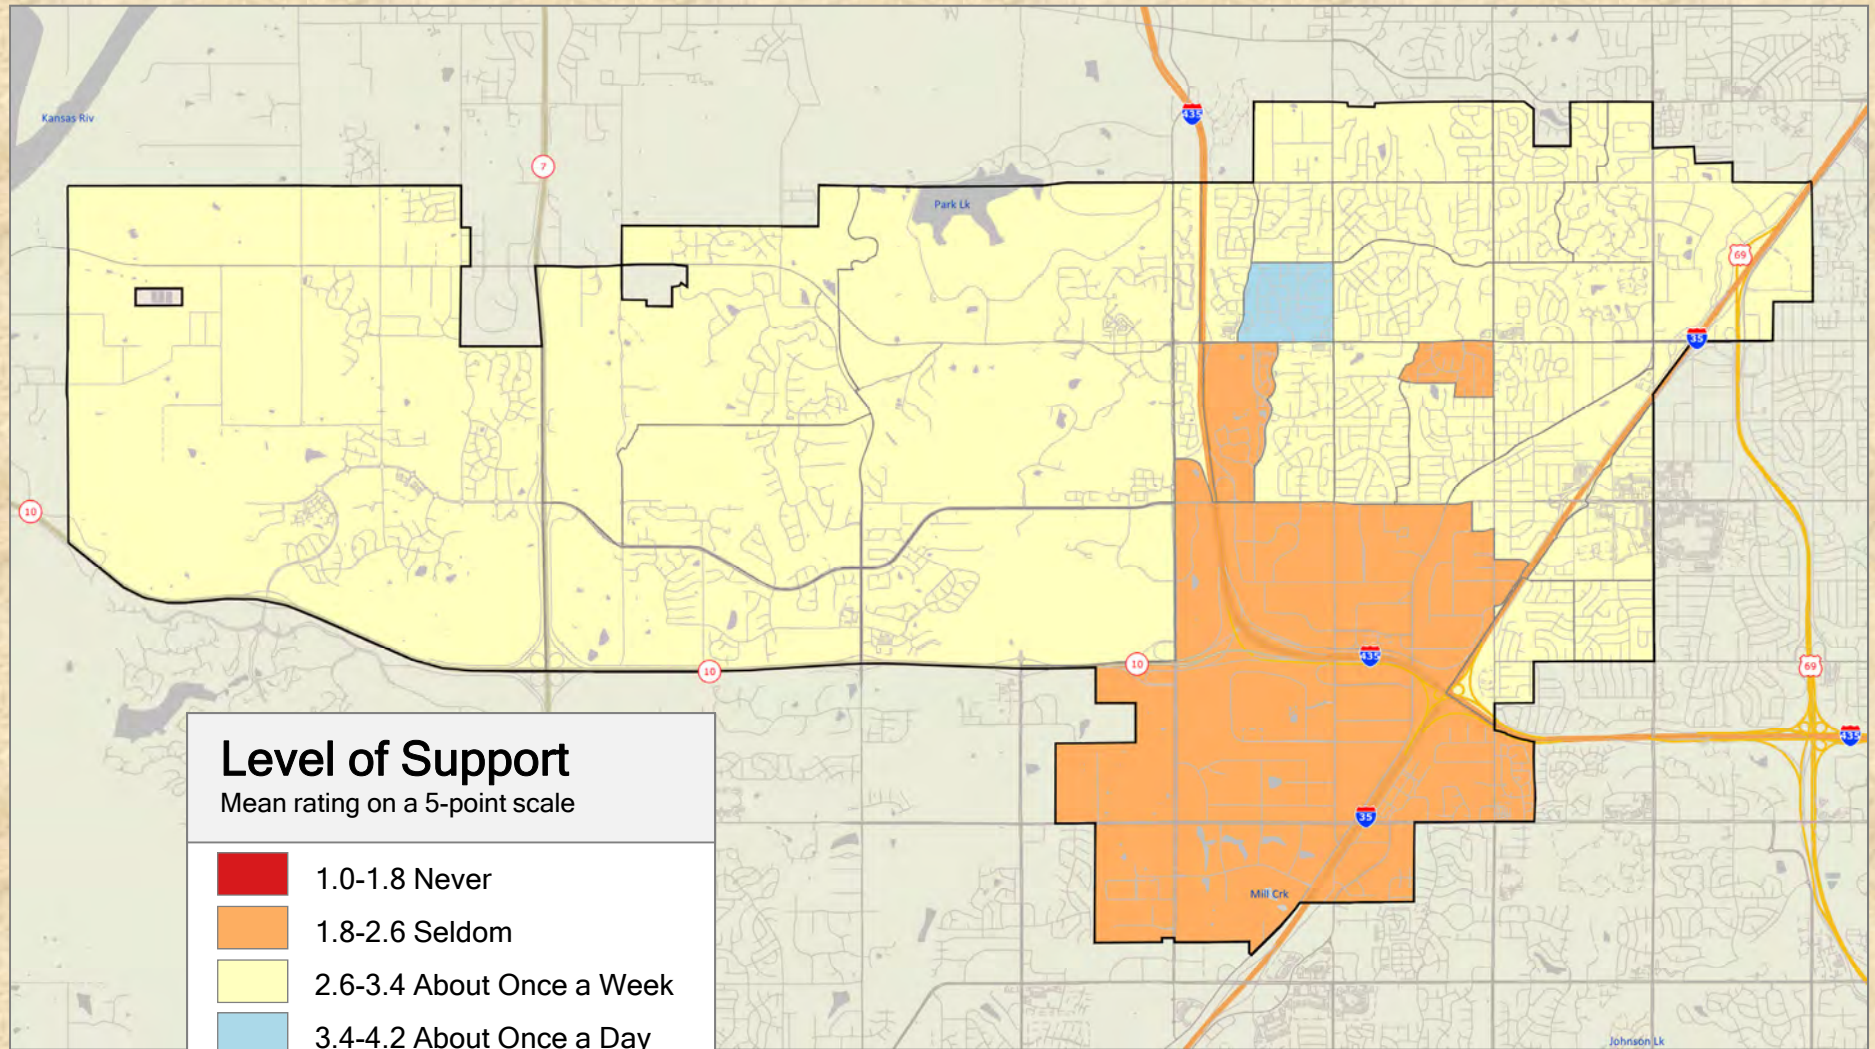 Kansas Riv
7
435
Park Lk
69
35
10
10
10
435
69
435
35
Mill Crk
Johnson Lk
Level of Support
Mean rating on a 5-point scale
1.0-1.8 Never
1.8-2.6 Seldom
2.6-3.4 About Once a Week
3.4-4.2 About Once a Day